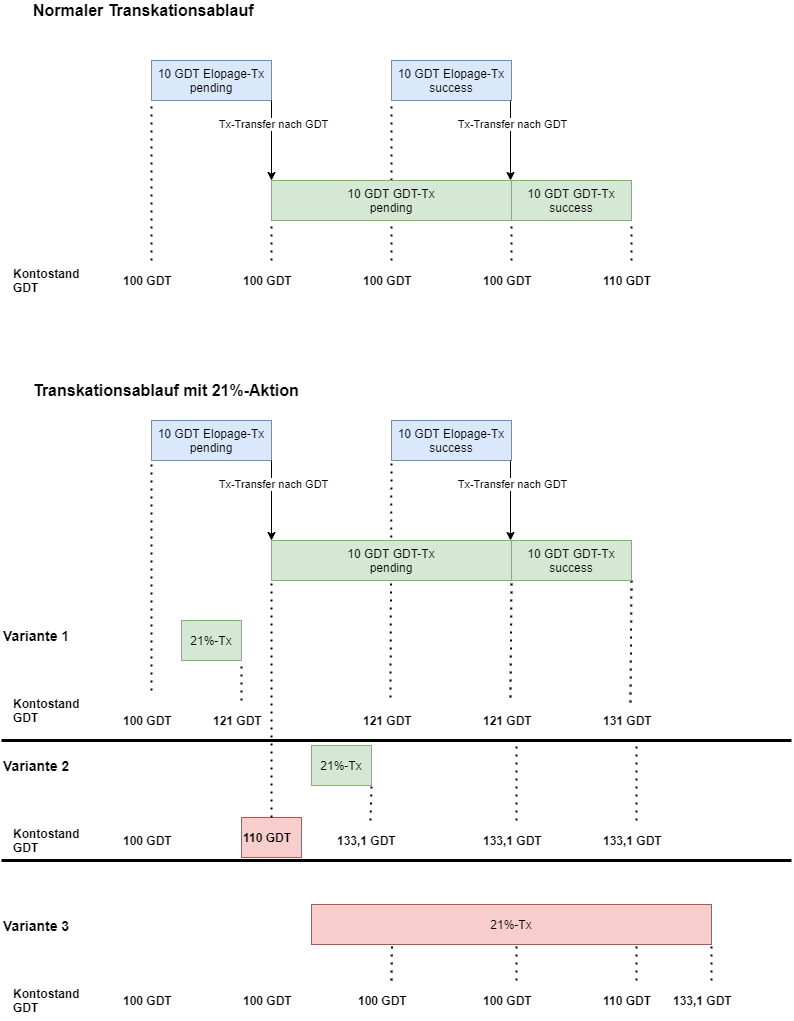 Normaler Transkationsablauf
10 GDT Elopage-Tx
pending
10 GDT Elopage-Tx
success
Tx-Transfer nach GDT
Tx-Transfer nach GDT
10 GDT GDT-Tx
pending
10 GDT GDT-Tx
success
Kontostand
GDT
100 GDT
100 GDT
100 GDT
100 GDT
110 GDT
Transkationsablauf mit 21%-Aktion
10 GDT Elopage-Tx
pending
10 GDT Elopage-Tx
success
Tx-Transfer nach GDT
Tx-Transfer nach GDT
10 GDT GDT-Tx
pending
10 GDT GDT-Tx
success
Variante 1
21%-Tx
Kontostand
GDT
100 GDT
121 GDT
121 GDT
121 GDT
131 GDT
Variante 2
21%-Tx
Kontostand
GDT
100 GDT
110 GDT
133,1 GDT
133,1 GDT
133,1 GDT
Variante 3
21%-Tx
Kontostand
GDT
100 GDT
100 GDT
100 GDT
100 GDT
110 GDT
133,1 GDT